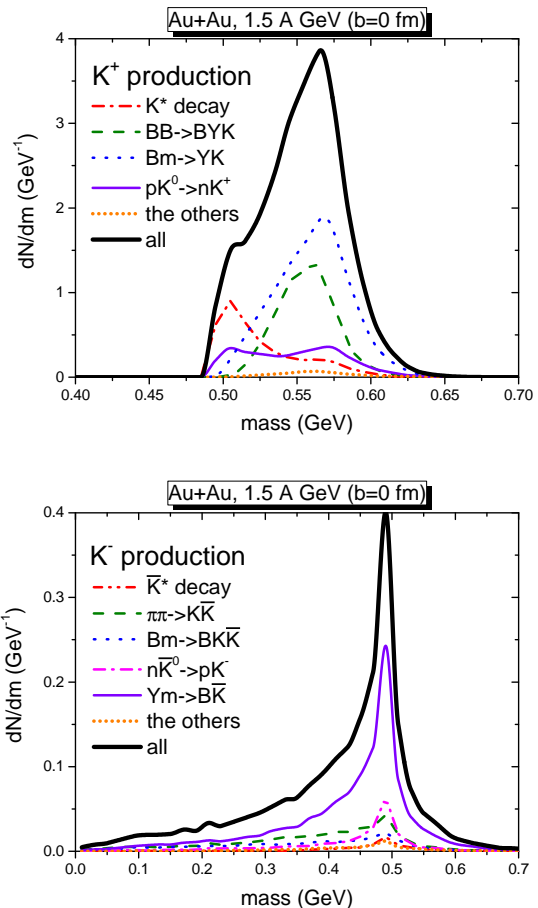 Au+Au, 1.5 A GeV (b=0 fm)
K⁺ production
K* decay
BB->BYK
Bm->YK
pK⁰->nK⁺
the others
all
dN/dm (GeV⁻¹)
4
3
2
1
0
0.40 0.45 0.50 0.55 0.60 0.65 0.70
mass (GeV)
Au+Au, 1.5 A GeV (b=0 fm)
K⁻ production
K̅* decay
ππ->KK̅
Bm->BKK̅
nK̅⁰->pK⁻
Ym->BK̅
the others
all
dN/dm (GeV⁻¹)
0.4
0.3
0.2
0.1
0.0
0.0 0.1 0.2 0.3 0.4 0.5 0.6 0.7
mass (GeV)